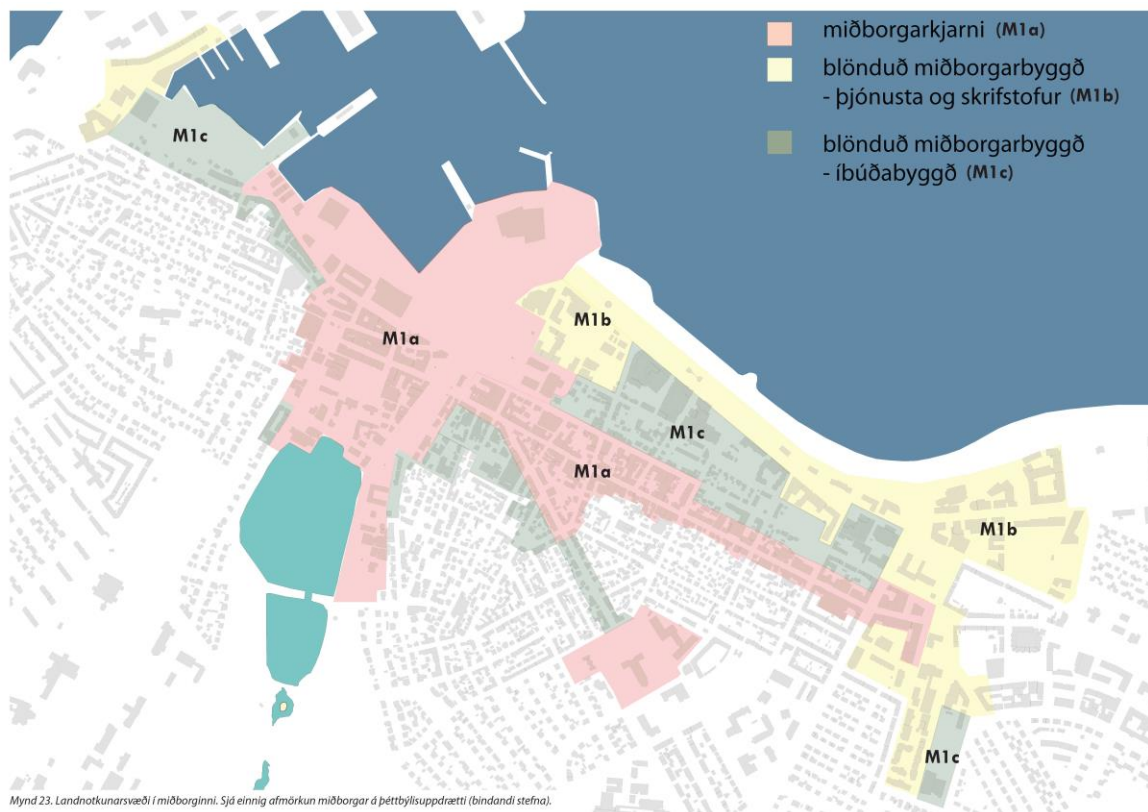 miðborgarkjarni (M1a)
blönduð miðborgarbyggð
- þjónusta og skrifstofur (M1b)
blönduð miðborgarbyggð
- íbúðabyggð (M1c)
M1c
M1b
M1a
M1c
M1a
M1b
M1c
Mynd 23. Landnotkunarsvæði í miðborginni. Sjá einnig afmörkun miðborgar á þéttbýlisuppdrætti (bindandi stefna).